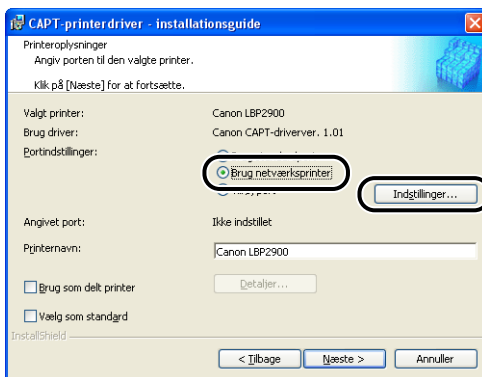 CAPT-printerdriver - installationsguide
Printeroplysninger
Angiv porten til den valgte printer.
Klik på [Næste] for at fortsætte.
Valgt printer: Canon LBP2900
Brug driver: Canon CAPT-driverver. 1.01
Portindstillinger:
Brug netværksprinter
Indstillinger...
Angivet port: Ikke indstillet
Printernavn: Canon LBP2900
Brug som delt printer Detaljer...
Vælg som standard
InstallShield
< Tilbage Næste > Annuller